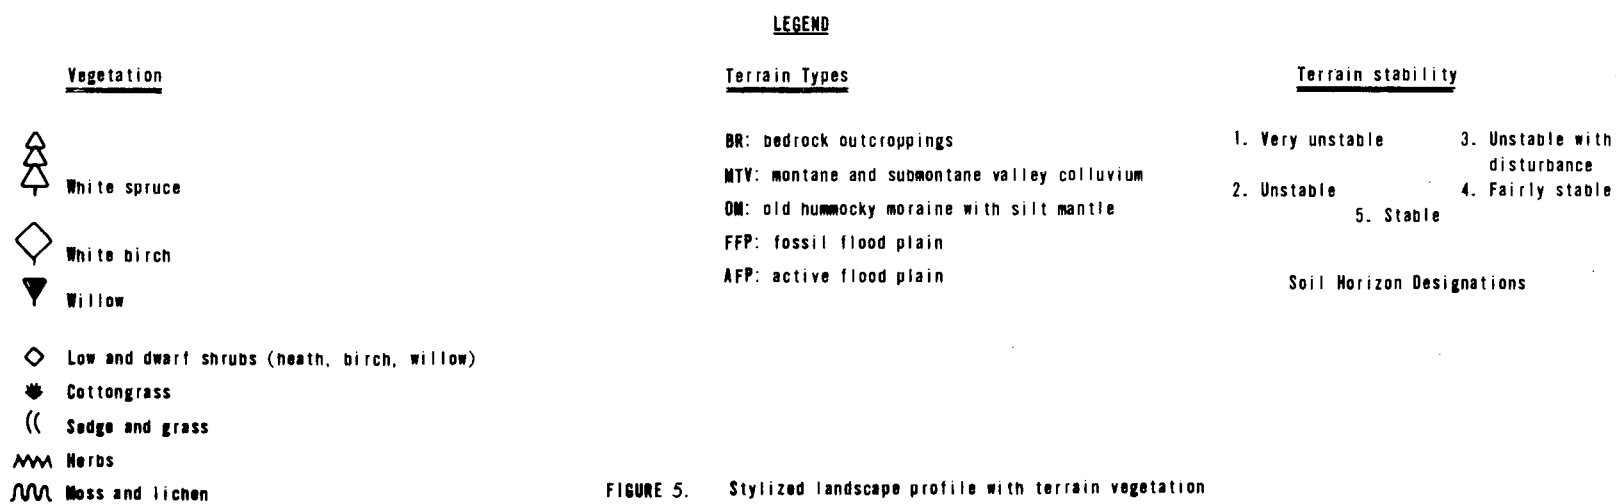 LEGEND
Vegetation
White spruce
White birch
Willow
Low and dwarf shrubs (heath, birch, willow)
Cottongrass
Sedge and grass
Herbs
Moss and lichen
Terrain Types
BR: bedrock outcroppings
MTV: montane and submontane valley colluvium
OM: old hummocky moraine with silt mantle
FFP: fossil flood plain
AFP: active flood plain
Terrain stability
1. Very unstable
2. Unstable
3. Unstable with
disturbance
4. Fairly stable
5. Stable
Soil Horizon Designations
FIGURE 5. Stylized landscape profile with terrain vegetation